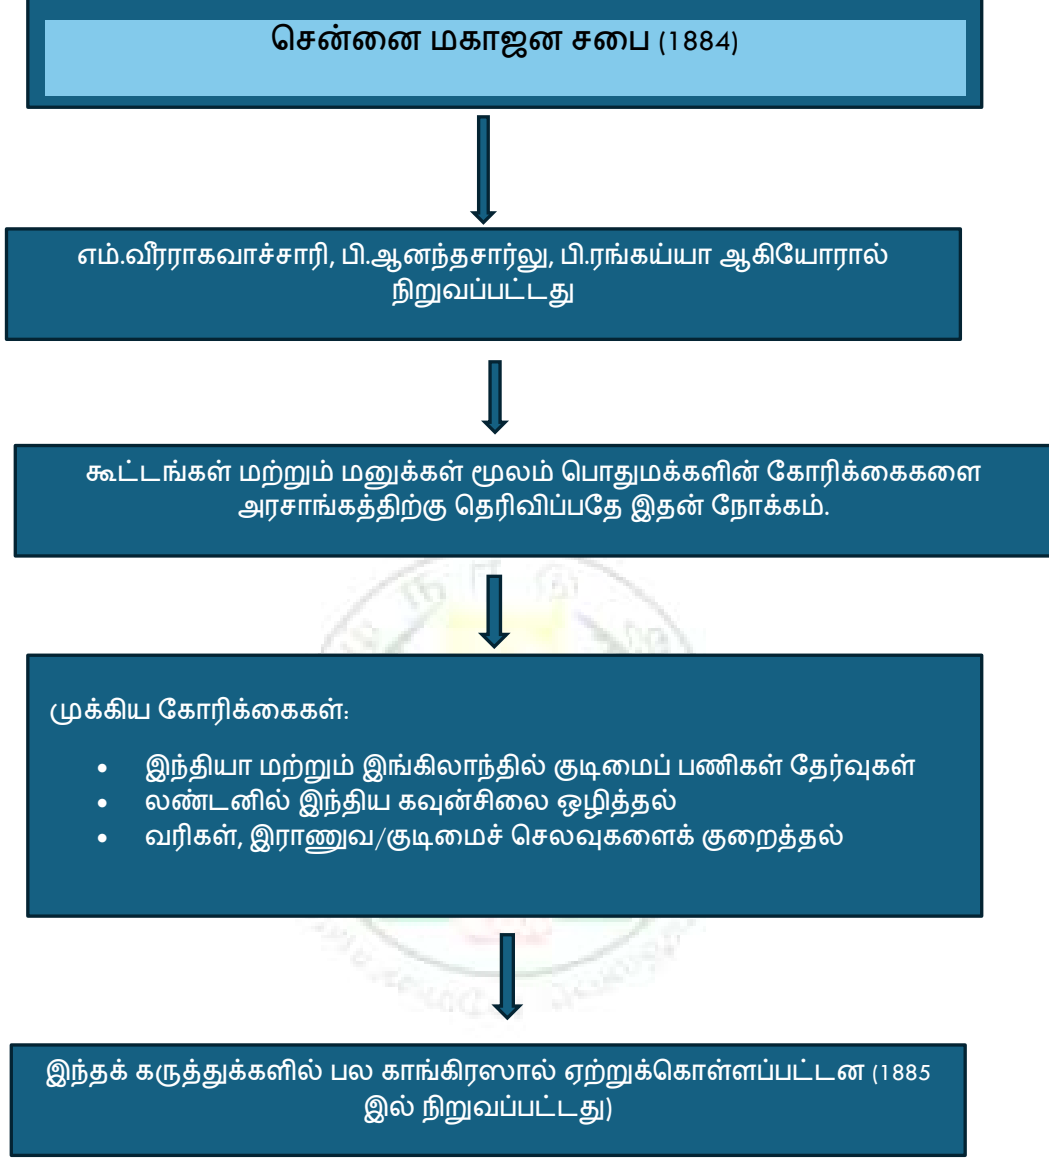 சென்னை மகாஜன சபை (1884)
எம்.வீரராகவாச்சாரி, பி.ஆனந்தசார்லு, பி.ரங்கய்யா ஆகியோரால்
நிறுவப்பட்டது
கூட்டங்கள் மற்றும் மனுக்கள் மூலம் பொதுமக்களின் கோரிக்கைகளை
அரசாங்கத்திற்கு தெரிவிப்பதே இதன் நோக்கம்.
முக்கிய கோரிக்கைகள்:
• இந்தியா மற்றும் இங்கிலாந்தில் குடிமைப் பணிகள் தேர்வுகள்
• லண்டனில் இந்திய கவுன்சிலை ஒழித்தல்
• வரிகள், இராணுவ/குடிமைச் செலவுகளைக் குறைத்தல்
இந்தக் கருத்துக்களில் பல காங்கிரஸால் ஏற்றுக்கொள்ளப்பட்டன (1885
இல் நிறுவப்பட்டது)